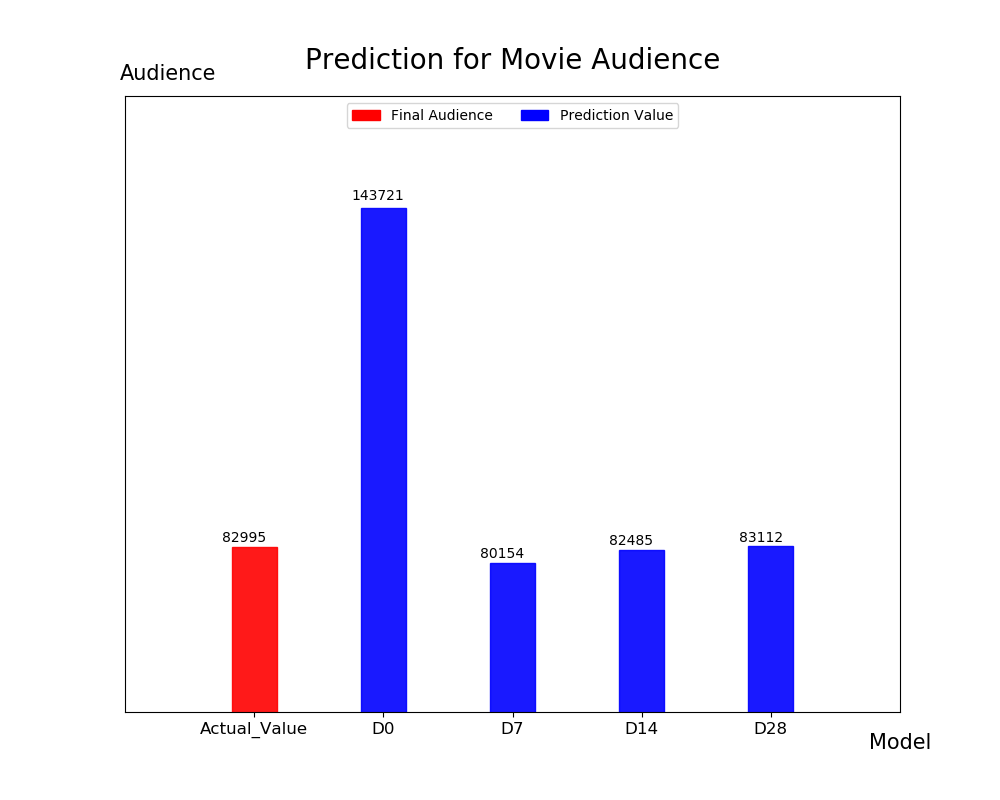 Prediction for Movie Audience
Audience
Final Audience
Prediction Value
143721
82995
80154
82485
83112
Actual_Value
D0
D7
D14
D28
Model